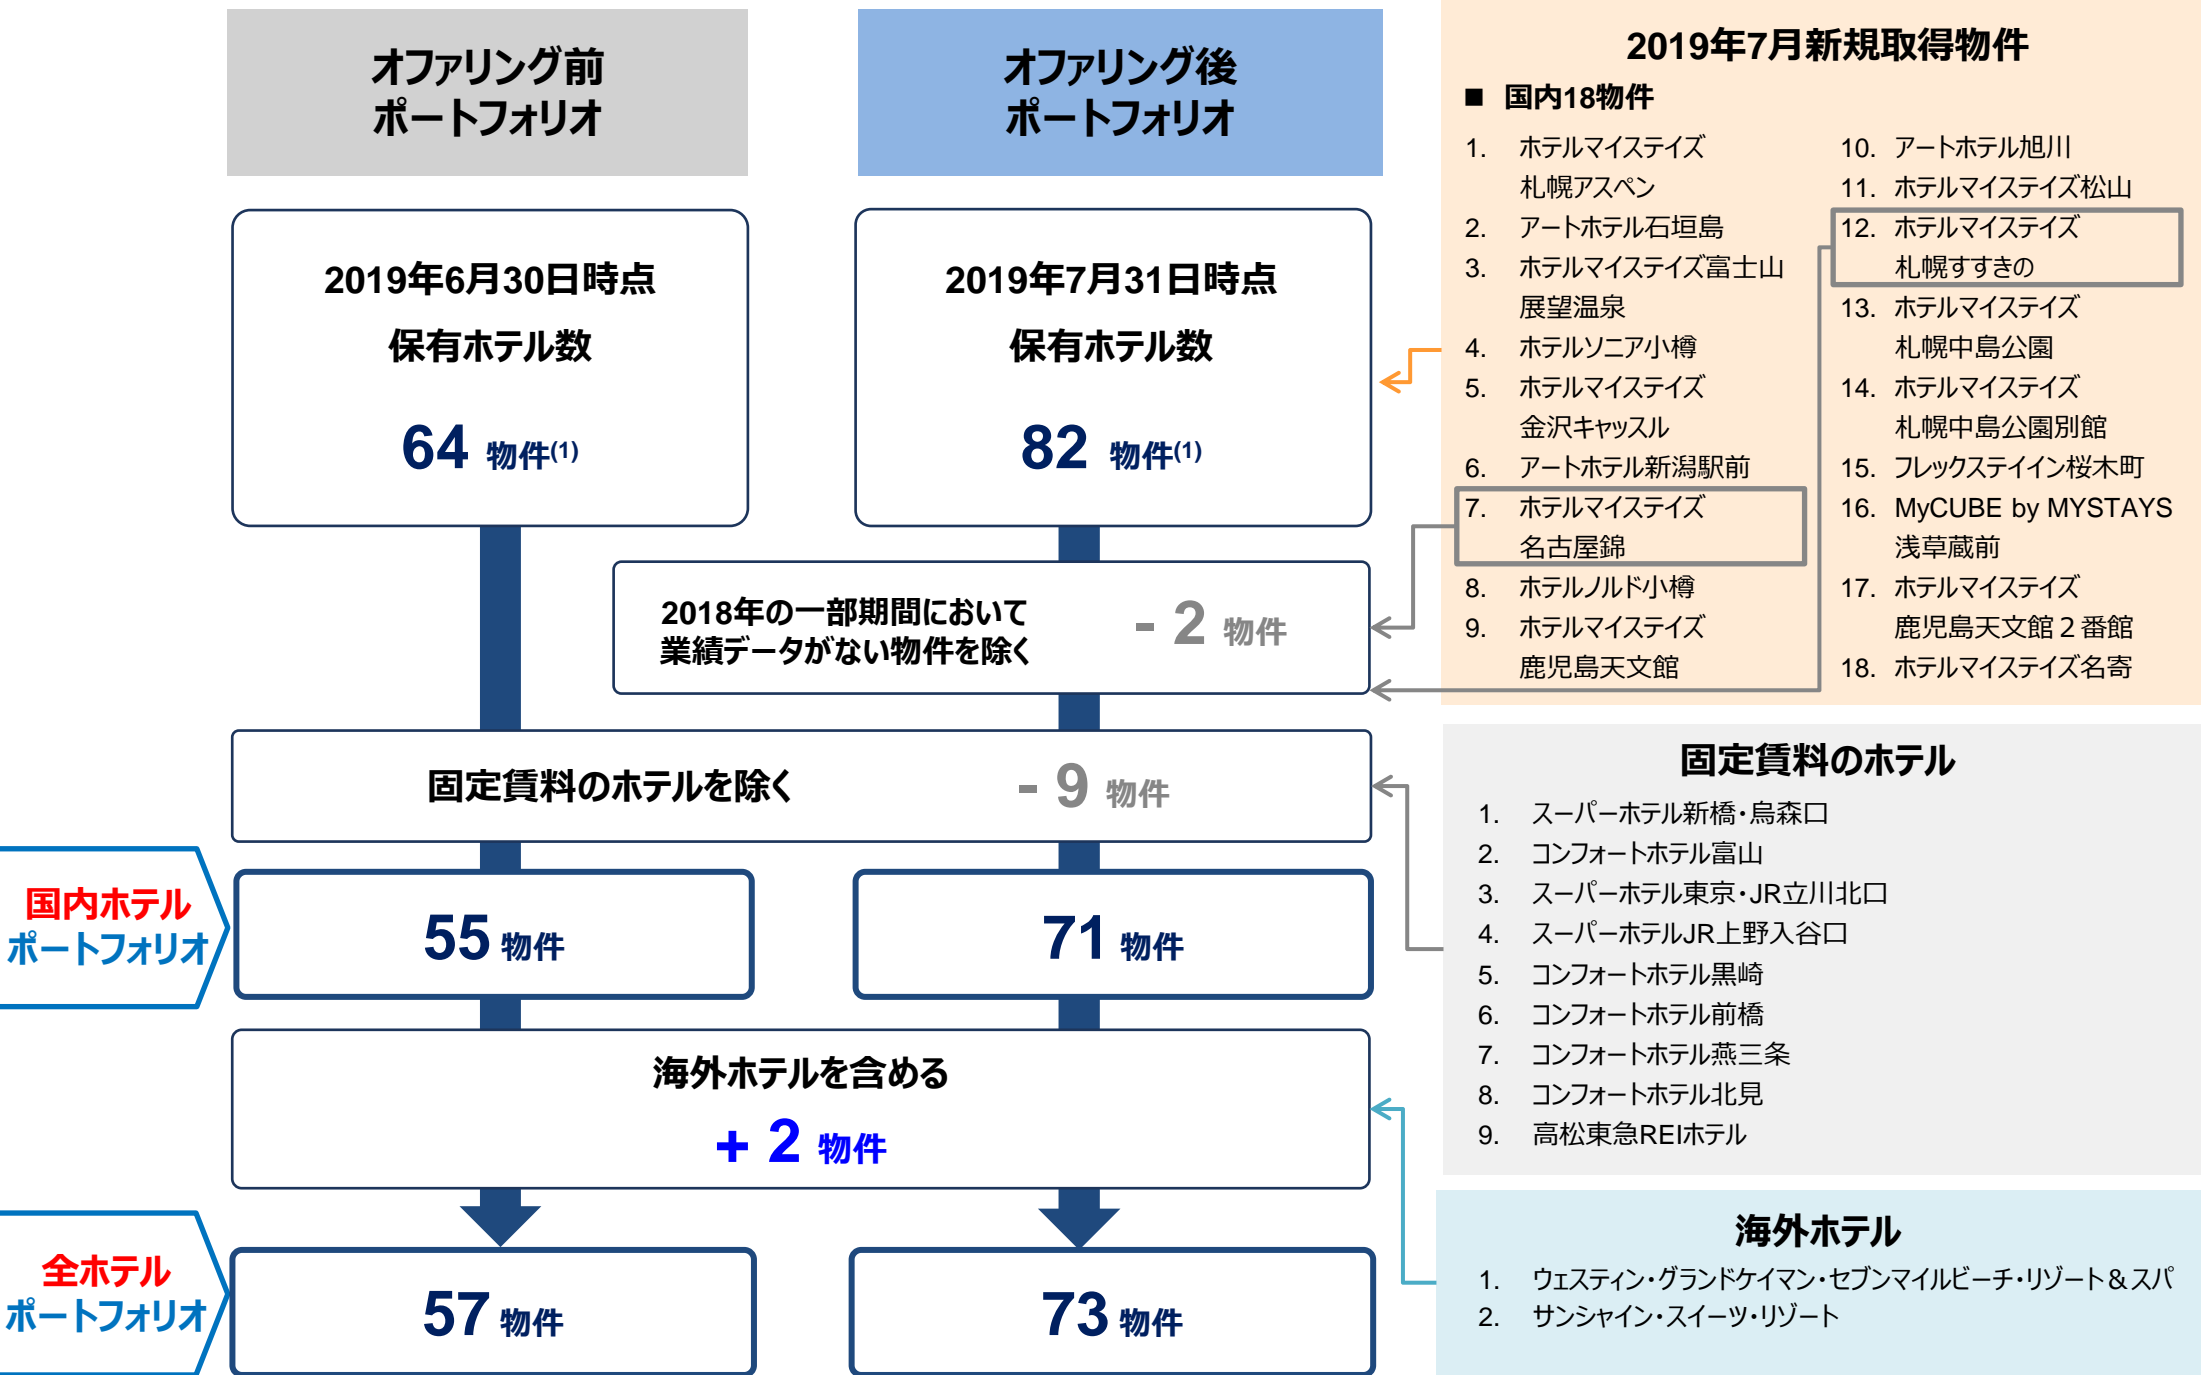 オファリング前
ポートフォリオ
オファリング後
ポートフォリオ
2019年6月30日時点
保有ホテル数
64 物件(1)
2019年7月31日時点
保有ホテル数
82 物件(1)
2018年の一部期間において
業績データがない物件を除く
- 2 物件
固定賃料のホテルを除く
- 9 物件
国内ホテル
ポートフォリオ
55 物件
71 物件
海外ホテルを含める
+ 2 物件
全ホテル
ポートフォリオ
57 物件
73 物件
2019年7月新規取得物件
■ 国内18物件
1. ホテルマイステイズ
札幌アスペン
2. アートホテル石垣島
3. ホテルマイステイズ富士山
展望温泉
4. ホテルソニア小樽
5. ホテルマイステイズ
金沢キャッスル
6. アートホテル新潟駅前
7. ホテルマイステイズ
名古屋錦
8. ホテルノルド小樽
9. ホテルマイステイズ
鹿児島天文館
10. アートホテル旭川
11. ホテルマイステイズ松山
12. ホテルマイステイズ
札幌すすきの
13. ホテルマイステイズ
札幌中島公園
14. ホテルマイステイズ
札幌中島公園別館
15. フレックステイイン桜木町
16. MyCUBE by MYSTAYS
浅草蔵前
17. ホテルマイステイズ
鹿児島天文館２番館
18. ホテルマイステイズ名寄
固定賃料のホテル
1. スーパーホテル新橋・烏森口
2. コンフォートホテル富山
3. スーパーホテル東京・JR立川北口
4. スーパーホテルJR上野入谷口
5. コンフォートホテル黒崎
6. コンフォートホテル前橋
7. コンフォートホテル燕三条
8. コンフォートホテル北見
9. 高松東急REIホテル
海外ホテル
1. ウェスティン・グランドケイマン・セブンマイルビーチ・リゾート＆スパ
2. サンシャイン・スイーツ・リゾート